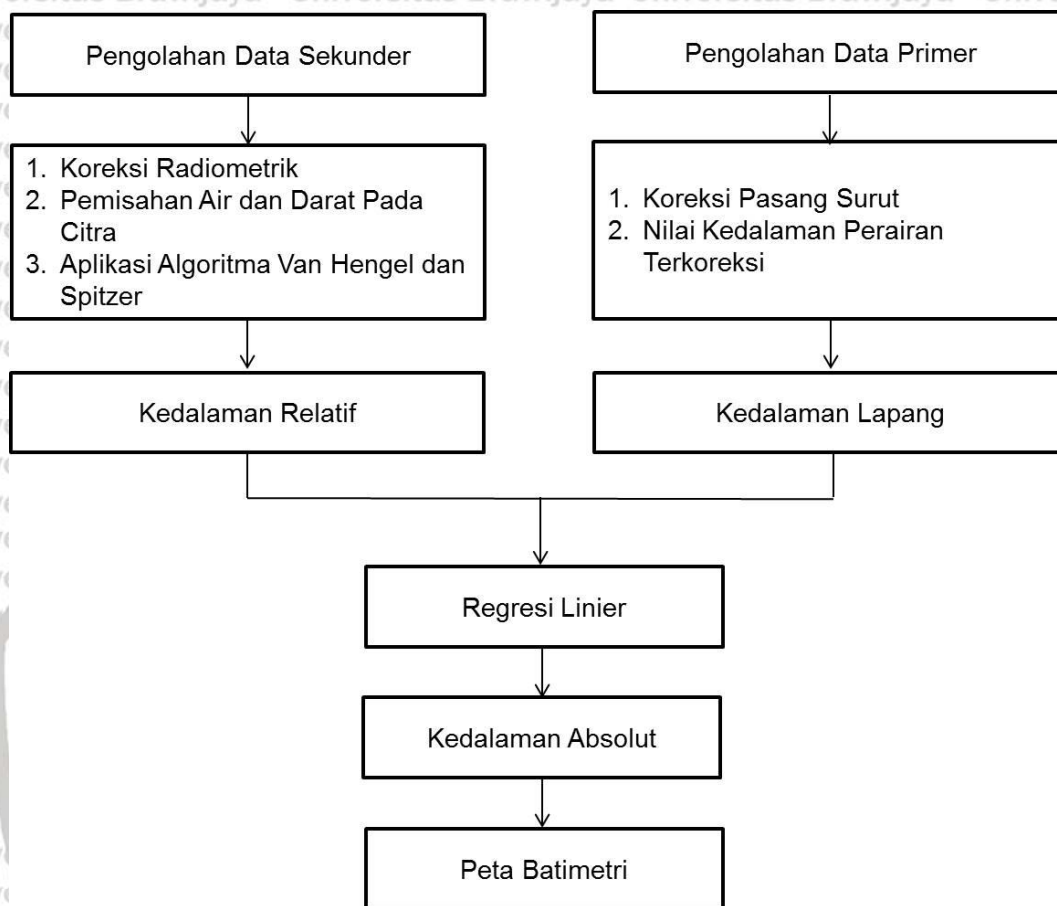 Pengolahan Data Sekunder
Pengolahan Data Primer
1. Koreksi Radiometrik
2. Pemisahan Air dan Darat Pada
Citra
3. Aplikasi Algoritma Van Hengel dan
Spitzer
1. Koreksi Pasang Surut
2. Nilai Kedalaman Perairan
Terkoreksi
Kedalaman Relatif
Kedalaman Lapang
Regresi Linier
Kedalaman Absolut
Peta Batimetri